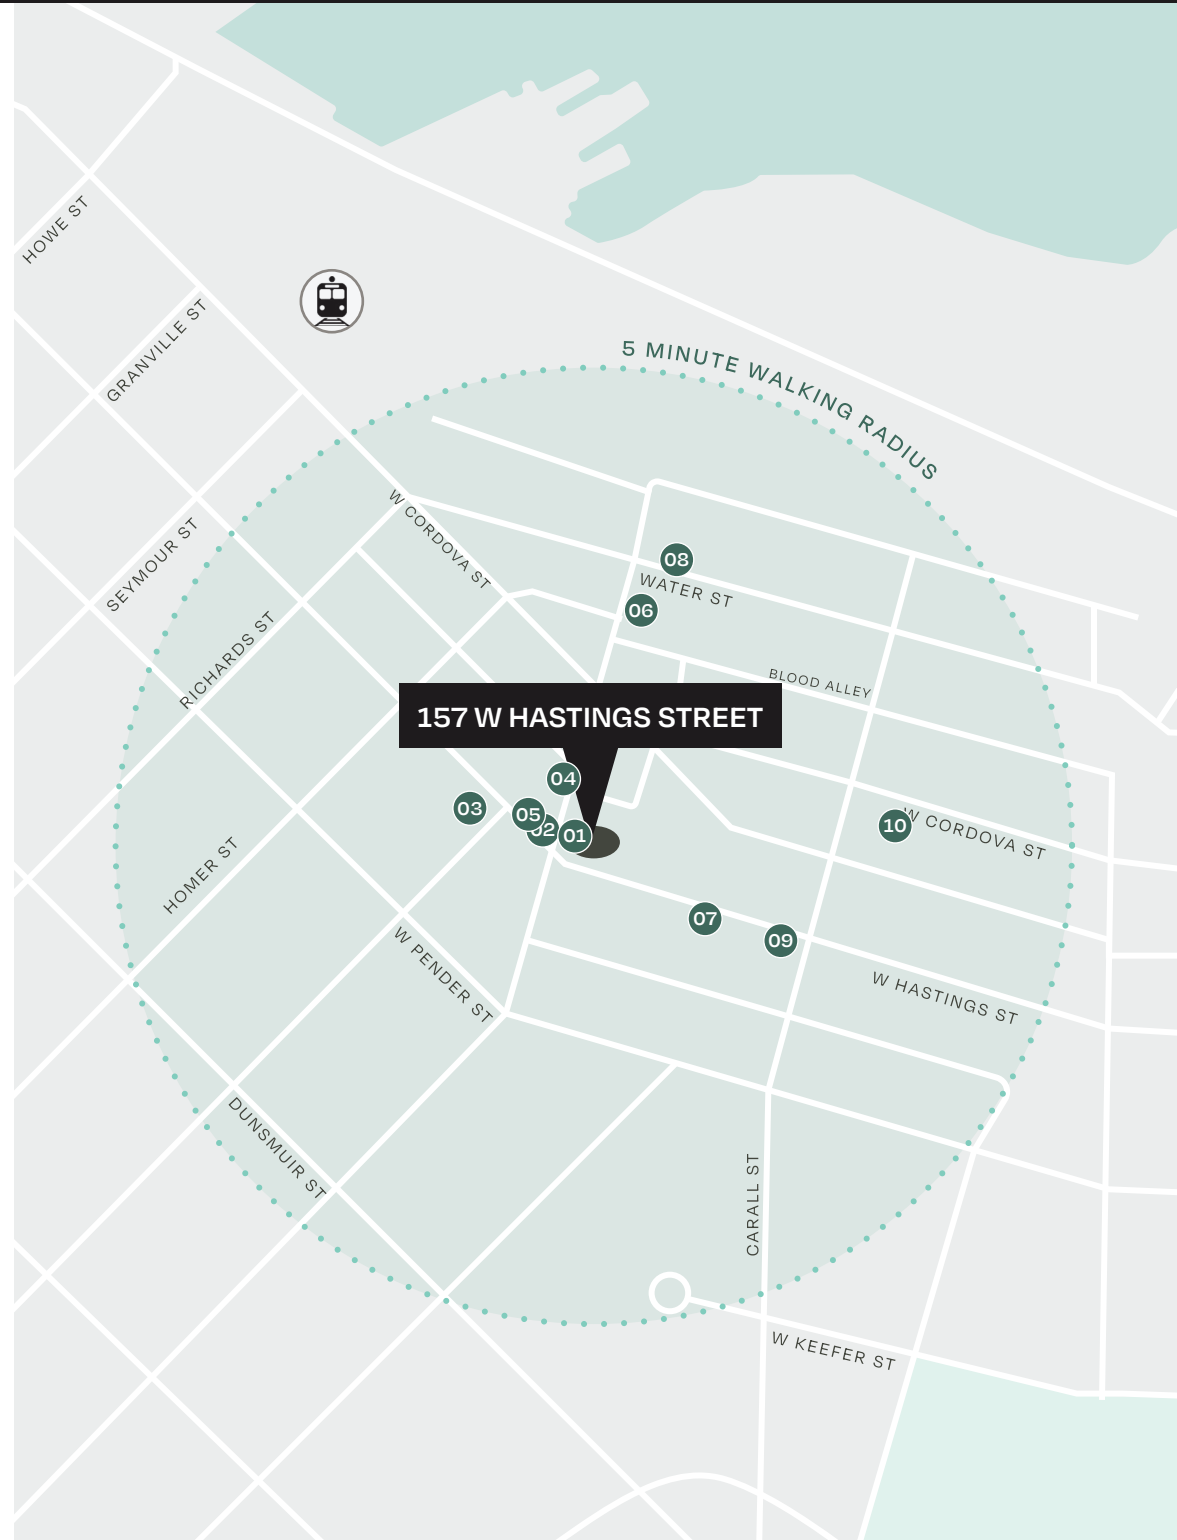 HOWE ST
GRANVILLE ST
5 MINUTE WALKING RADIUS
SEYMOUR ST
W CORDOVA ST
08
WATER ST
06
RICHARDS ST
BLOOD ALLEY
157 W HASTINGS STREET
04
03
05
02
01
10
W CORDOVA ST
HOMER ST
07
09
W PENDER ST
W HASTINGS ST
DUNSMUIR ST
CARALL ST
W KEEFER ST